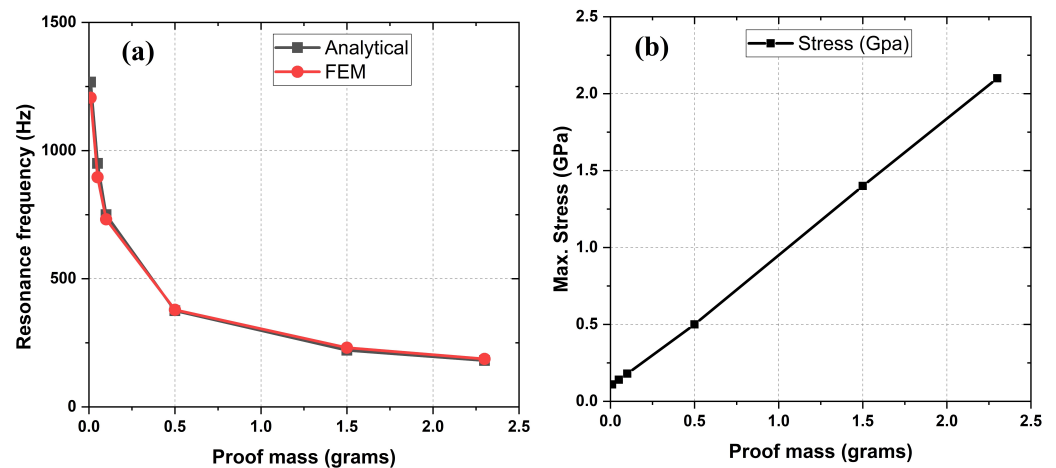 (a)
Analytical
FEM
1500
1000
500
0
0.0 0.5 1.0 1.5 2.0 2.5
Resonance frequency (Hz)
Proof mass (grams)
(b)
Stress (Gpa)
2.5
2.0
1.5
1.0
0.5
0.0
0.0 0.5 1.0 1.5 2.0 2.5
Max. Stress (GPa)
Proof mass (grams)